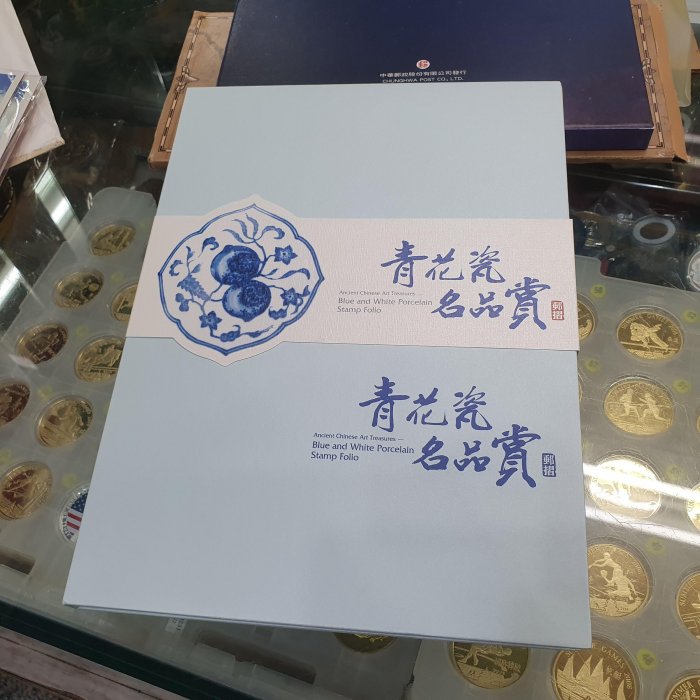 中華郵政股份有限公司發行
CHUNGHWA POST CO., LTD.
青花瓷
名品賞
郵摺
Ancient Chinese Art Treasures—
Blue and White Porcelain
Stamp Folio
青花瓷
名品賞
郵摺
Ancient Chinese Art Treasures—
Blue and White Porcelain
Stamp Folio